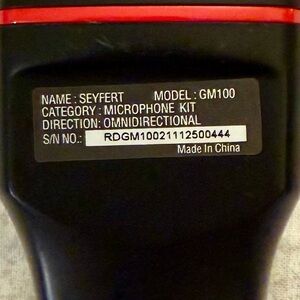 NAME : SEYFERT MODEL : GM100
CATEGORY : MICROPHONE KIT
DIRECTION : OMNIDIRECTIONAL
S/N NO.: RDGM10021112500444
Made In China